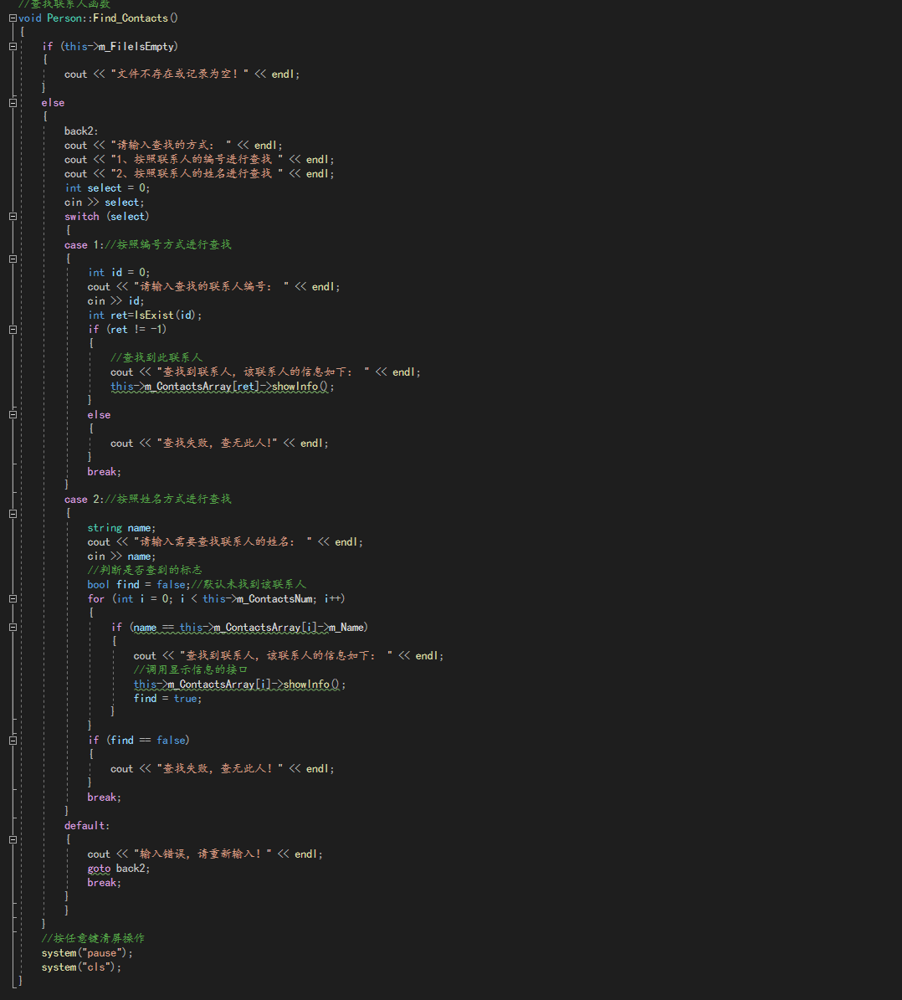 //查找联系人函数
void Person::Find_Contacts()
{
    if (this->m_FileIsEmpty)
    {
        cout << "文件不存在或记录为空！" << endl;
    }
    else
    {
        back2:
        cout << "请输入查找的方式： " << endl;
        cout << "1、按照联系人的编号进行查找 " << endl;
        cout << "2、按照联系人的姓名进行查找 " << endl;
        int select = 0;
        cin >> select;
        switch (select)
        {
        case 1://按照编号方式进行查找
        {
            int id = 0;
            cout << "请输入查找的联系人编号： " << endl;
            cin >> id;
            int ret=IsExist(id);
            if (ret != -1)
            {
                //查找到此联系人
                cout << "查找到联系人，该联系人的信息如下： " << endl;
                this->m_ContactsArray[ret]->showInfo();
            }
            else
            {
                cout << "查找失败，查无此人!" << endl;
            }
            break;
        }
        case 2://按照姓名方式进行查找
        {
            string name;
            cout << "请输入需要查找联系人的姓名： " << endl;
            cin >> name;
            //判断是否查到的标志
            bool find = false;//默认未找到该联系人
            for (int i = 0; i < this->m_ContactsNum; i++)
            {
                if (name == this->m_ContactsArray[i]->m_Name)
                {
                    cout << "查找到联系人，该联系人的信息如下： " << endl;
                    //调用显示信息的接口
                    this->m_ContactsArray[i]->showInfo();
                    find = true;
                }
            }
            if (find == false)
            {
                cout << "查找失败，查无此人！" << endl;
            }
            break;
        }
        default:
        {
            cout << "输入错误，请重新输入！" << endl;
            goto back2;
            break;
        }
        }
    }
    //按任意键清屏操作
    system("pause");
    system("cls");
}